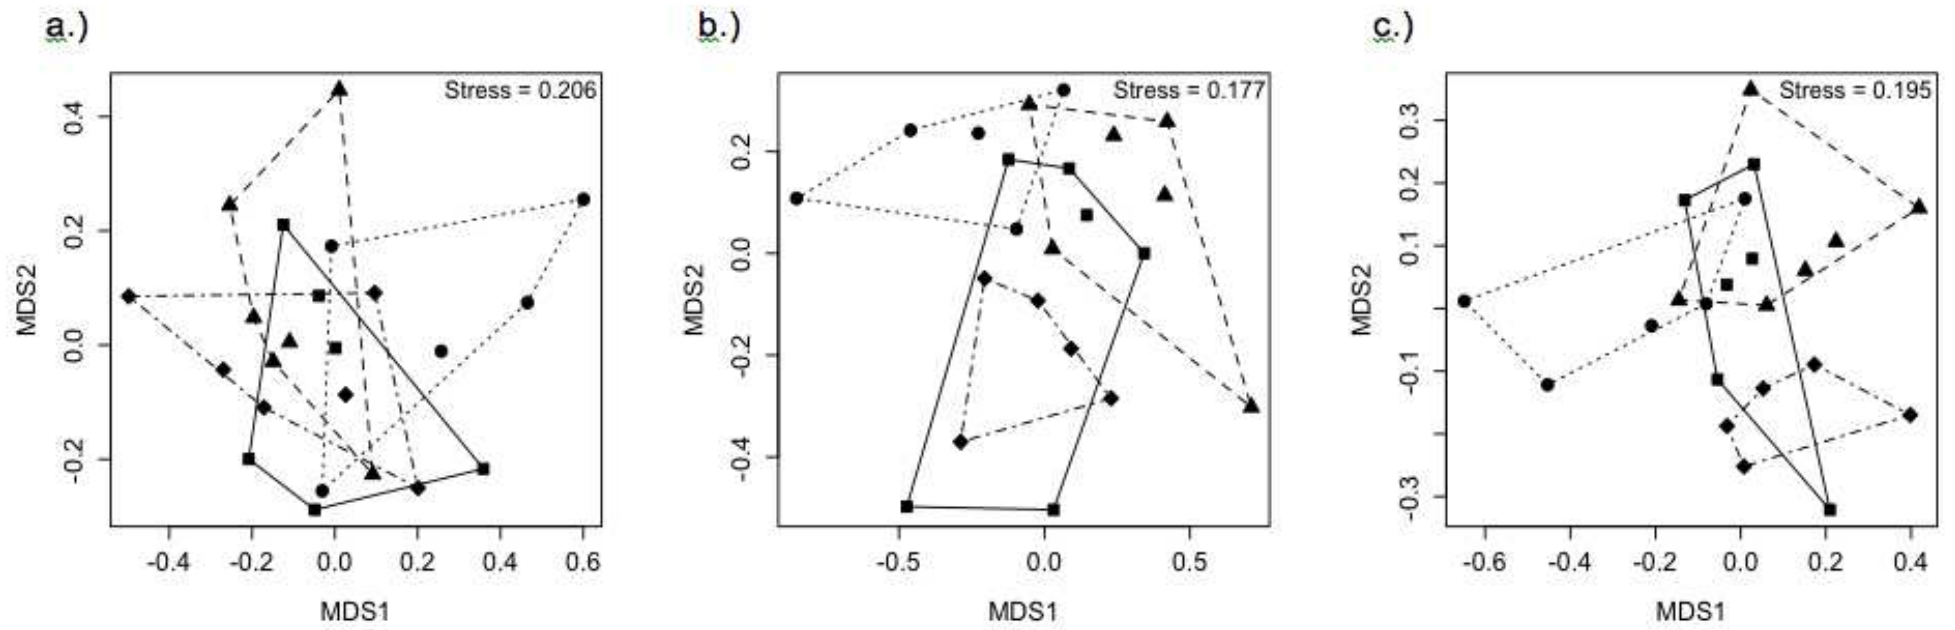 a.)
Stress = 0.206
0.4
0.2
0.0
-0.2
MDS2
-0.4 -0.2 0.0 0.2 0.4 0.6
MDS1
b.)
Stress = 0.177
0.2
0.0
-0.2
-0.4
MDS2
-0.5 0.0 0.5
MDS1
c.)
Stress = 0.195
0.3
0.2
0.1
-0.1
-0.3
MDS2
-0.6 -0.4 -0.2 0.0 0.2 0.4
MDS1